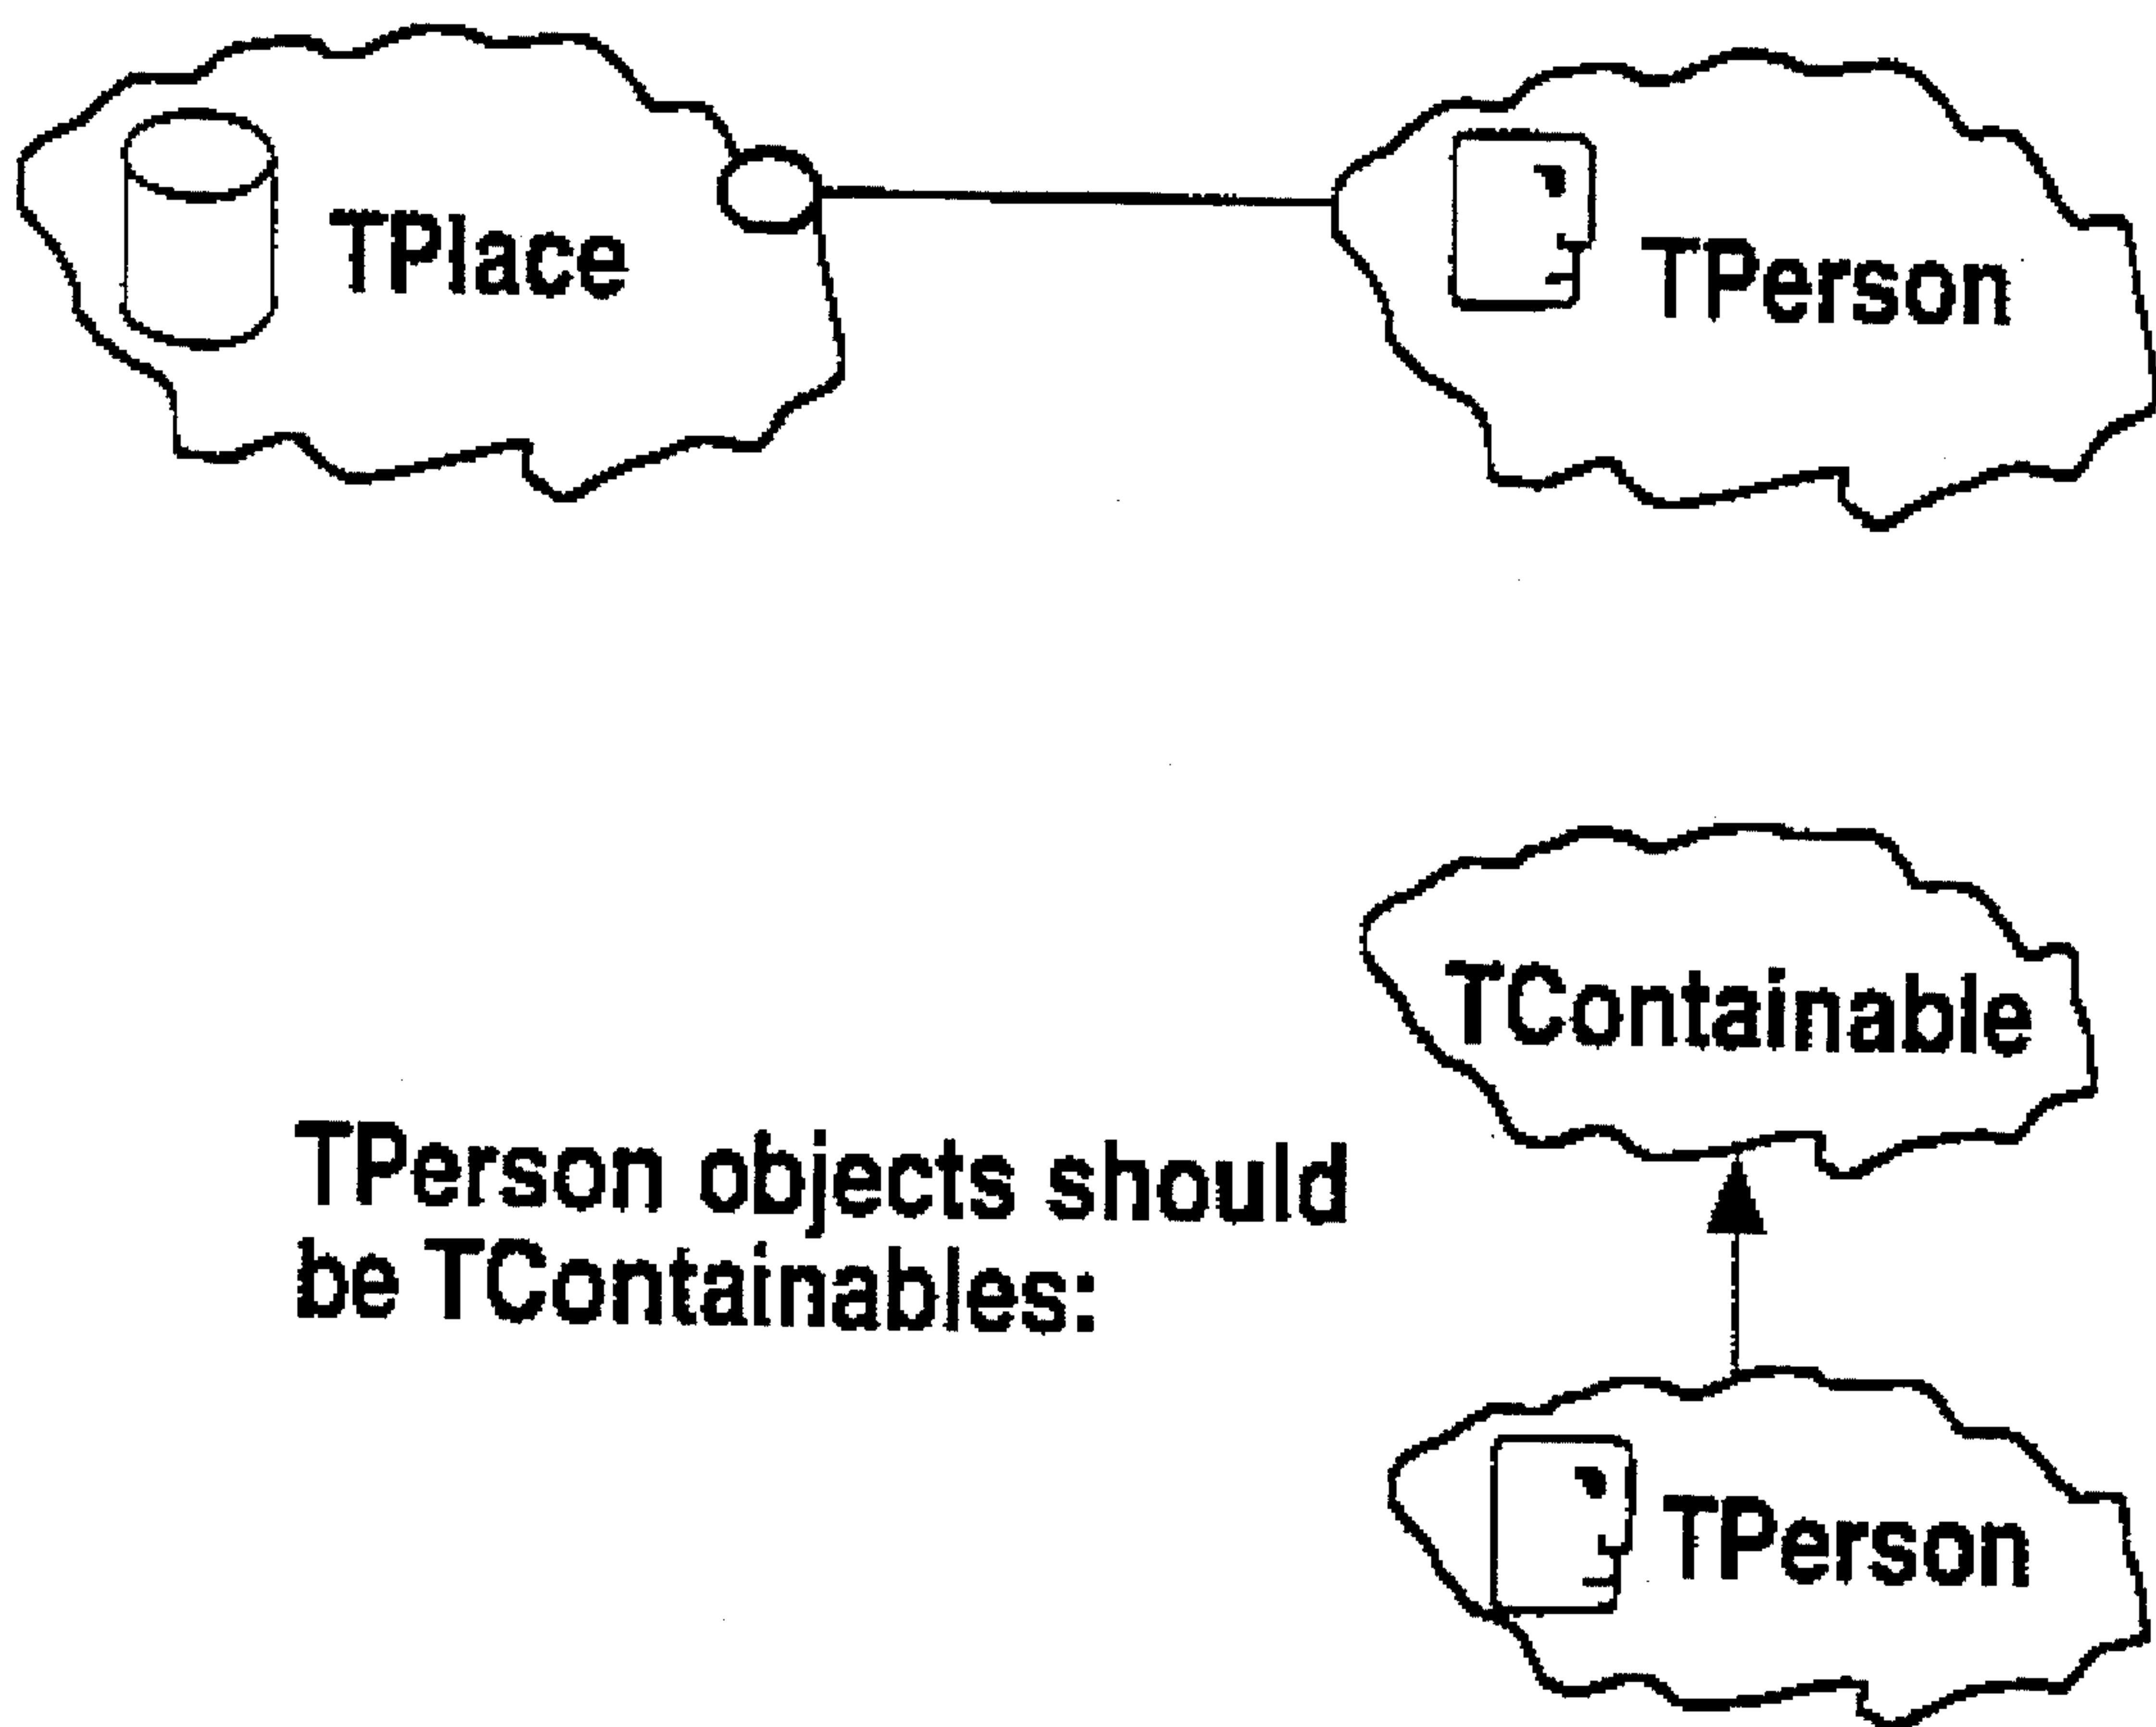 TPlace
TPerson
TContainable
TPerson objects should
be TContainables:
TPerson